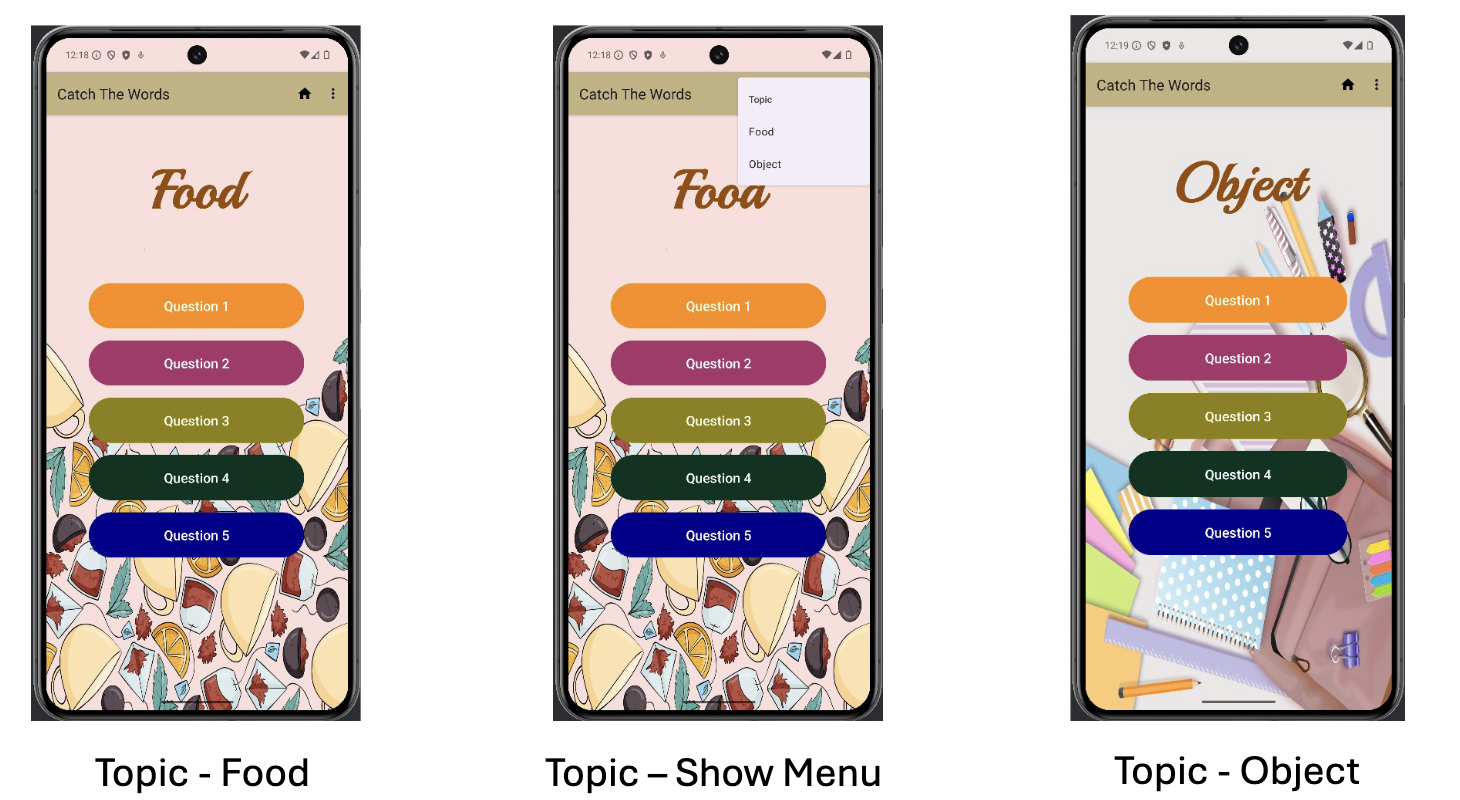 12:18
Catch The Words
Food
Question 1
Question 2
Question 3
Question 4
Question 5
Topic - Food
12:18
Catch The Words
Topic
Food
Object
Food
Question 1
Question 2
Question 3
Question 4
Question 5
Topic – Show Menu
12:19
Catch The Words
Object
Question 1
Question 2
Question 3
Question 4
Question 5
Topic - Object